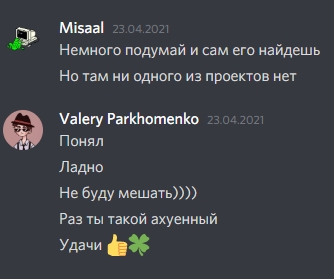 Misaal 23.04.2021
Немного подумай и сам его найдешь
Но там ни одного из проектов нет
Valery Parkhomenko 23.04.2021
Понял
Ладно
Не буду мешать))))
Раз ты такой ахуенный
Удачи 👍🍀